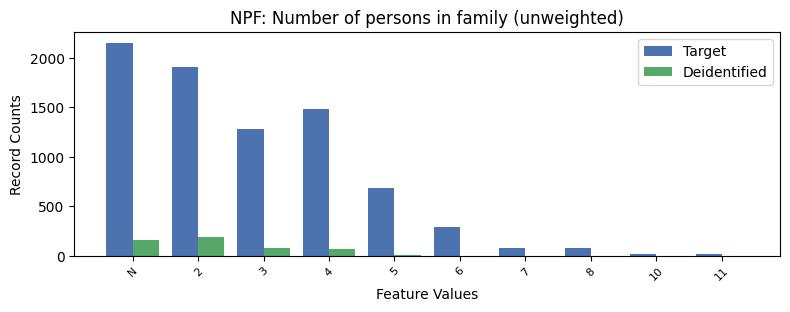 NPF: Number of persons in family (unweighted)
Target
Deidentified
Record Counts
2000
1500
1000
500
0
N 2 3 4 5 6 7 8 10 11
Feature Values